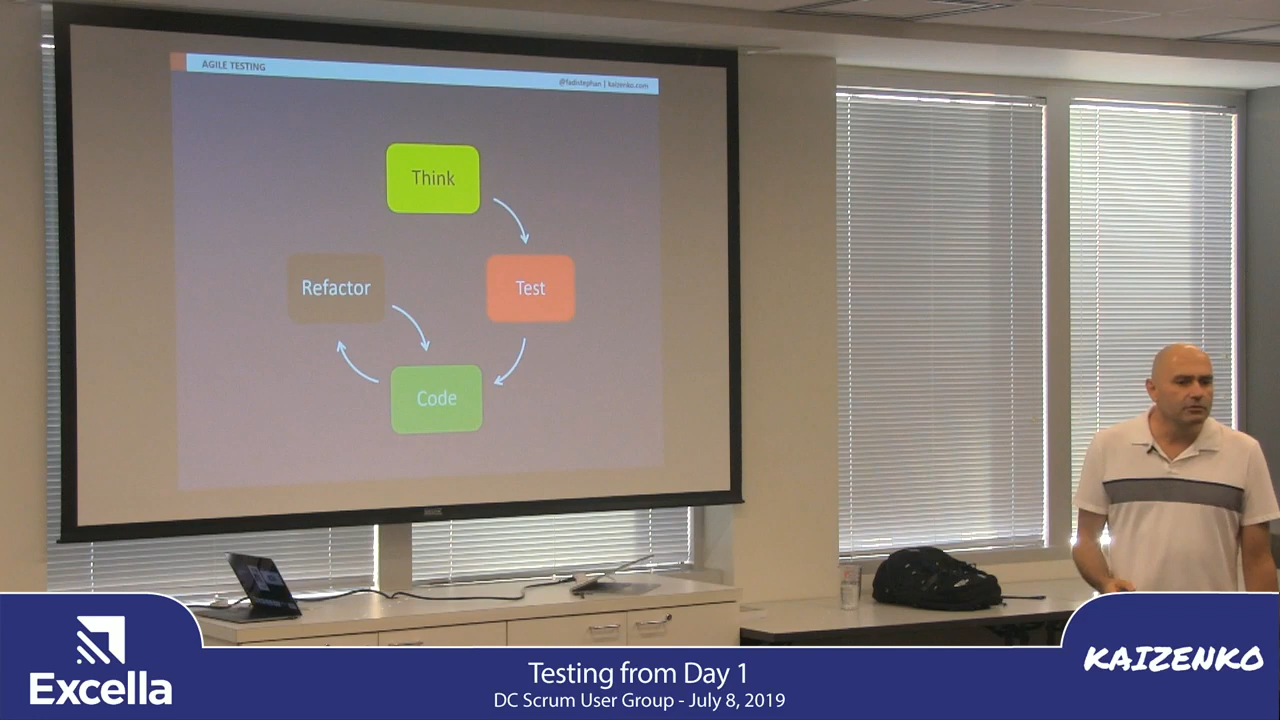 AGILE TESTING
@fadistephan | kaizenko.com
Think
Refactor
Test
Code
Excella
Testing from Day 1
DC Scrum User Group - July 8, 2019
KAIZENKO